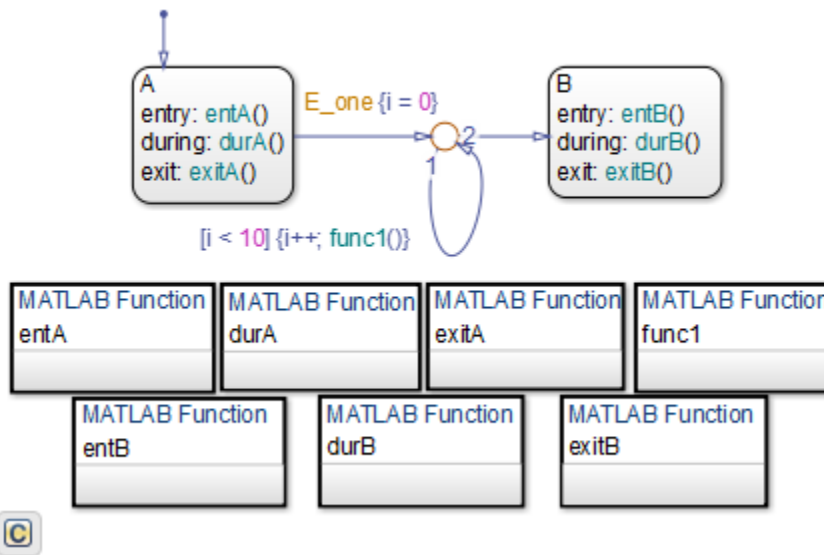 A
entry: entA()
during: durA()
exit: exitA()
E_one {i = 0}
2
1
B
entry: entB()
during: durB()
exit: exitB()
[i < 10] {i++; func1()}
MATLAB Function
entA
MATLAB Function
durA
MATLAB Function
exitA
MATLAB Function
func1
MATLAB Function
entB
MATLAB Function
durB
MATLAB Function
exitB
C